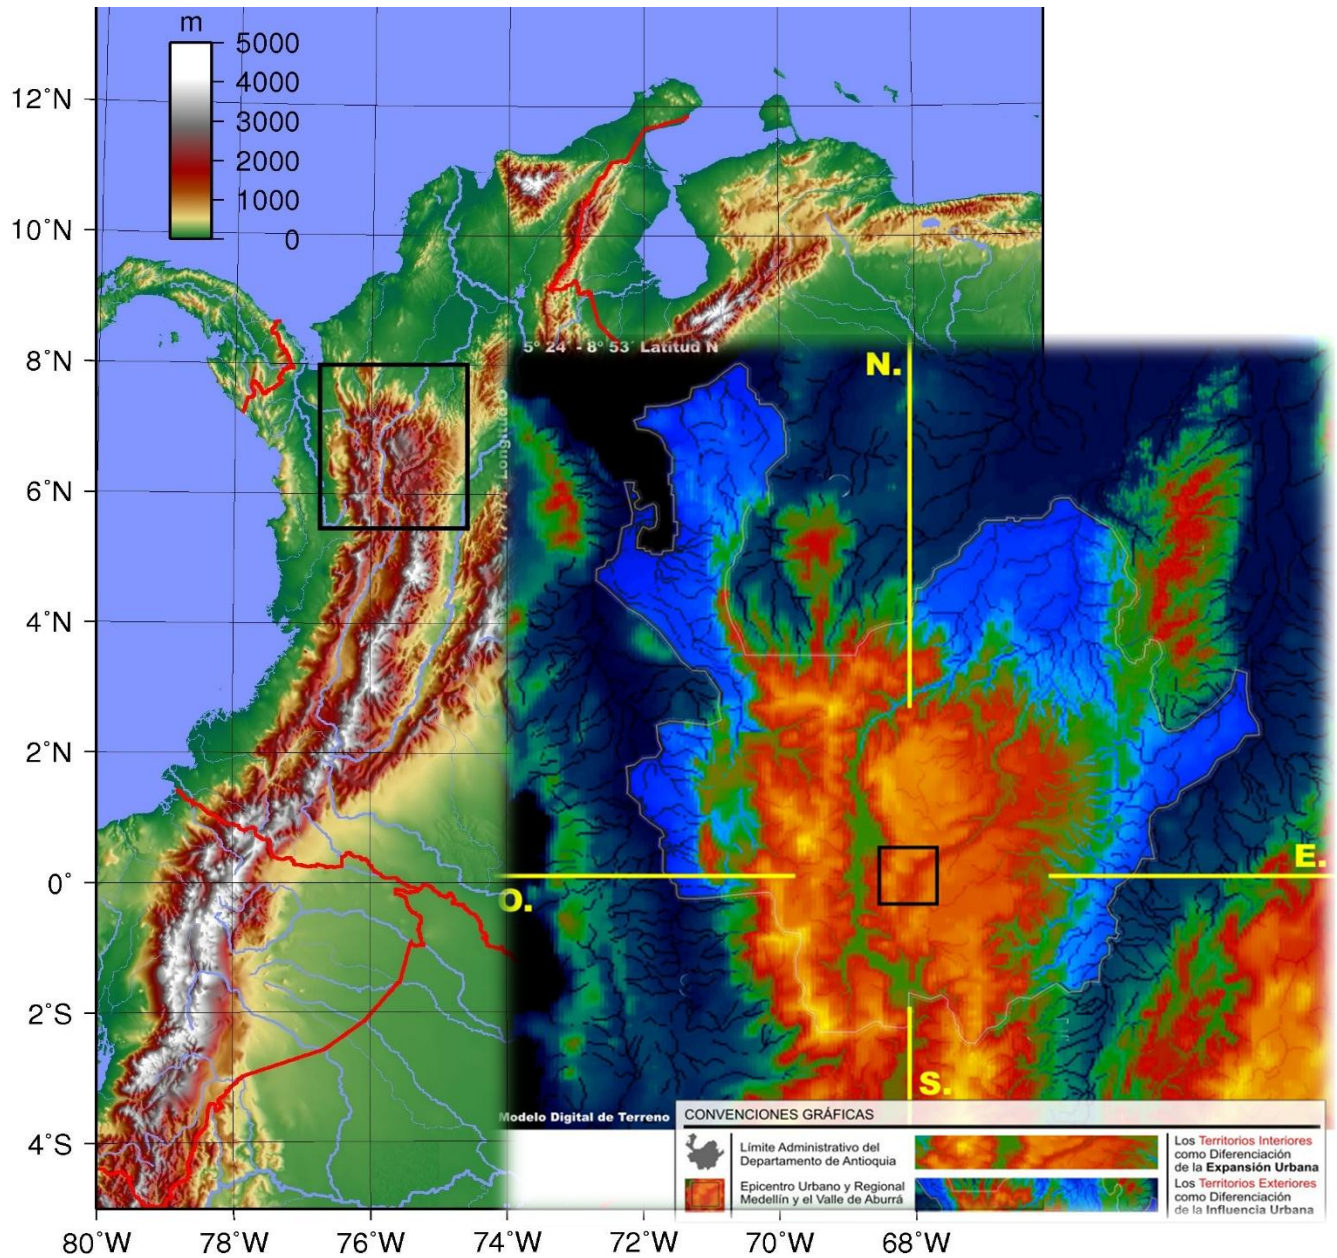 m
5000
4000
3000
2000
1000
0
12°N
10°N
8°N
6°N
4°N
2°N
0°
2°S
4°S
80°W
78°W
76°W
74°W
72°W
70°W
68°W
5° 24´ - 8° 53´ Latitud N
Longitud O
N.
E.
O.
S.
Modelo Digital de Terreno
CONVENCIONES GRÁFICAS
Límite Administrativo del
Departamento de Antioquia
Epicentro Urbano y Regional
Medellín y el Valle de Aburrá
Los Territorios Interiores
como Diferenciación
de la Expansión Urbana
Los Territorios Exteriores
como Diferenciación
de la Influencia Urbana